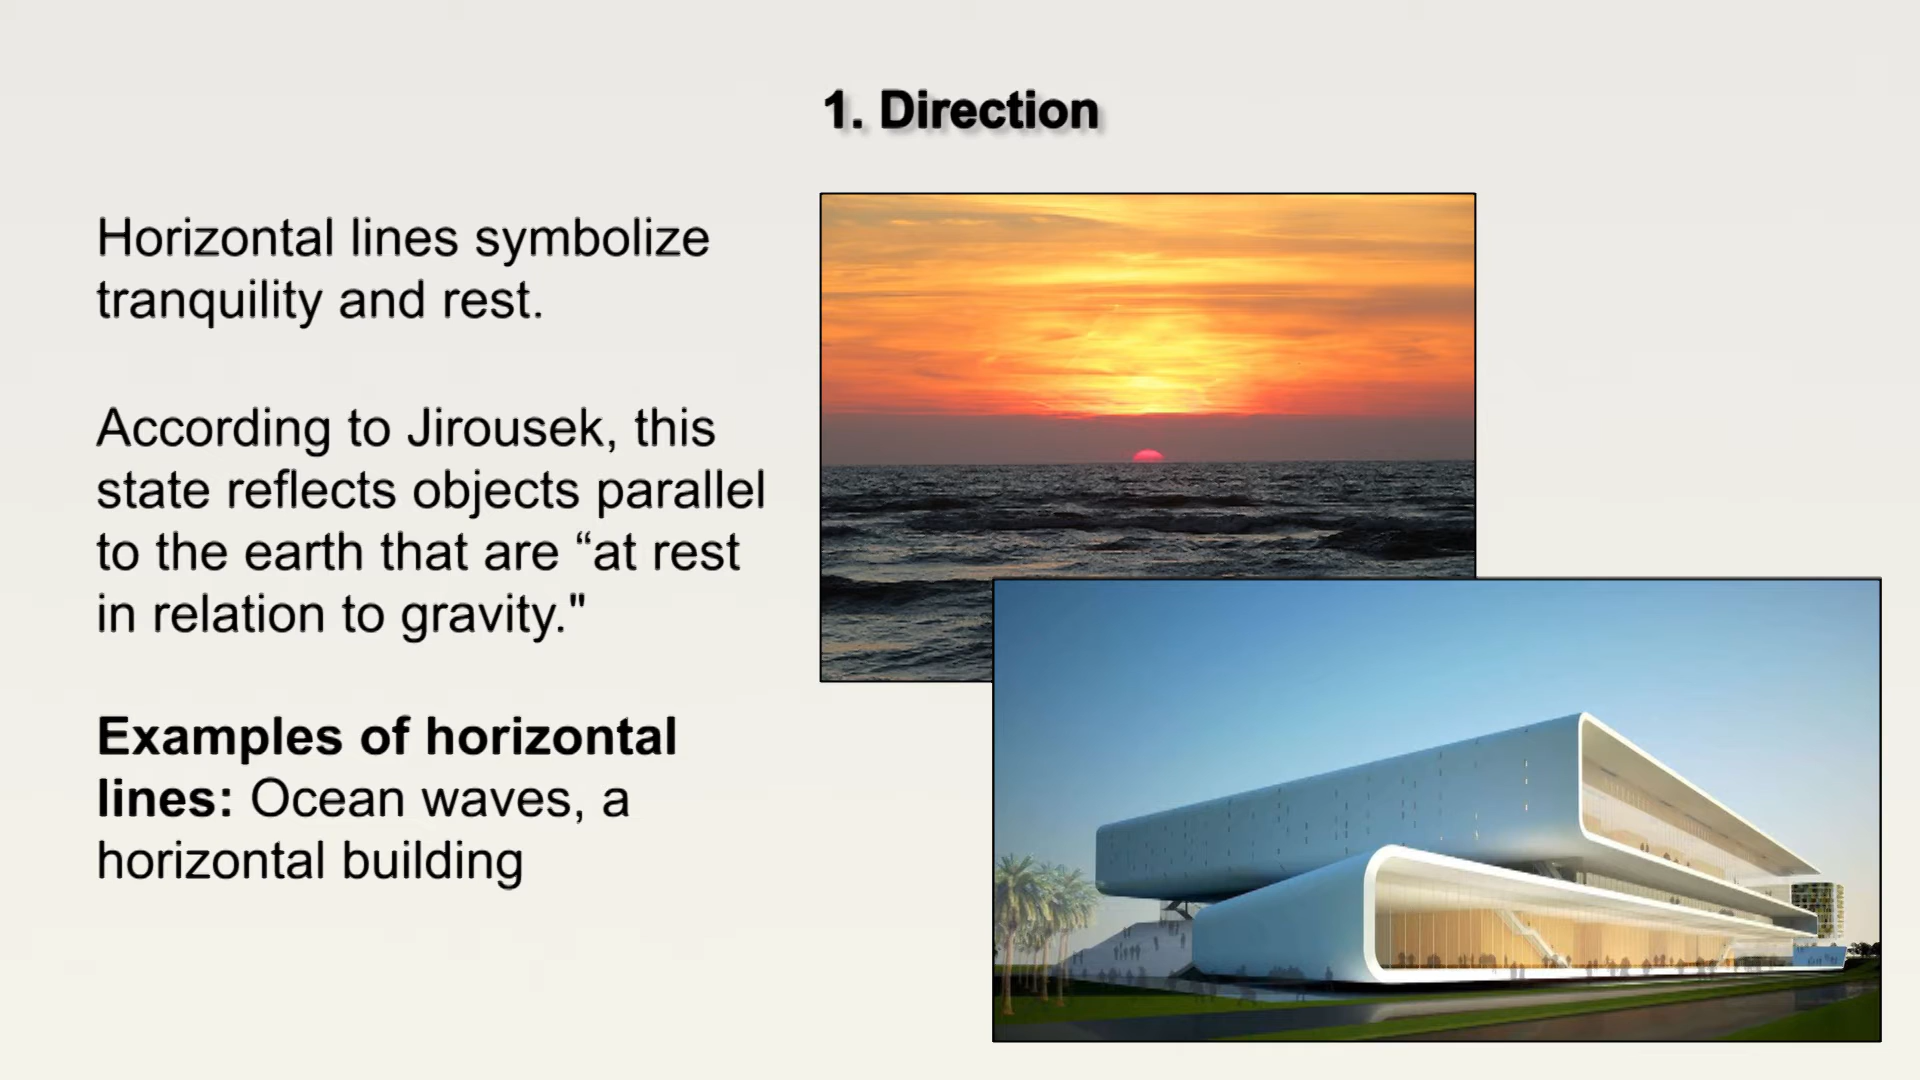 1. Direction
Horizontal lines symbolize
tranquility and rest.
According to Jirousek, this
state reflects objects parallel
to the earth that are “at rest
in relation to gravity."
Examples of horizontal
lines: Ocean waves, a
horizontal building